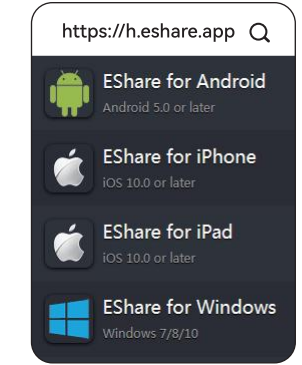 https://h.eshare.app
EShare for Android
Android 5.0 or later
EShare for iPhone
iOS 10.0 or later
EShare for iPad
iOS 10.0 or later
EShare for Windows
Windows 7/8/10